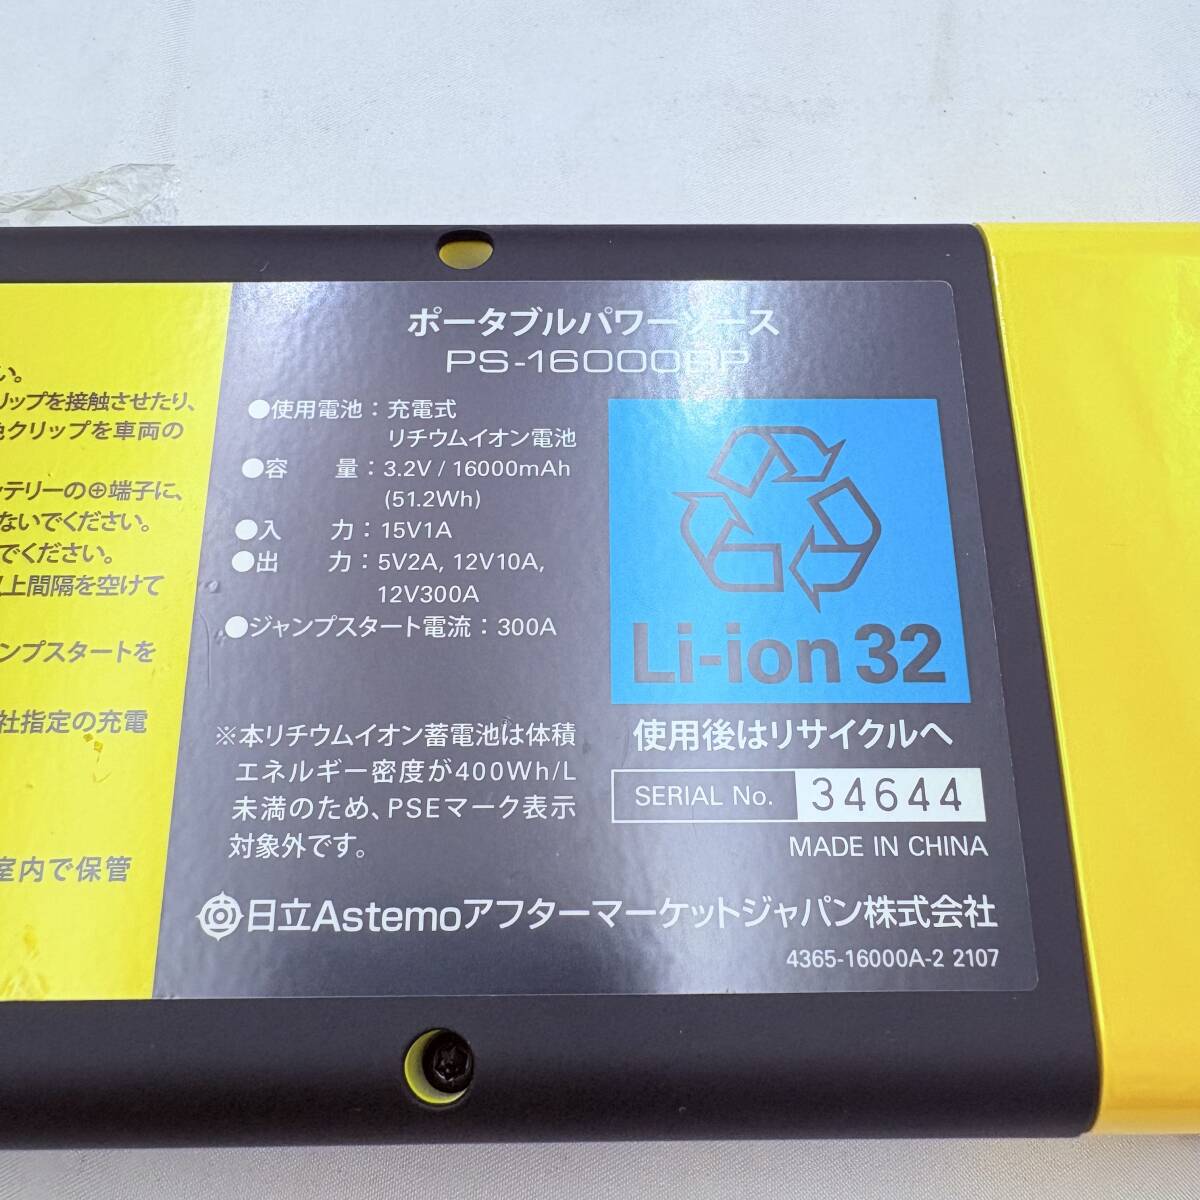 い。
リップを接触させたり、
色クリップを車両の
ッテリーの⊕端子に、
ないでください。
でください。
以上間隔を空けて
ンプスタートを
社指定の充電
室内で保管
ポータブルパワーソース
PS-16000BP
●使用電池：充電式
リチウムイオン電池
●容　量：3.2V / 16000mAh
(51.2Wh)
●入　力：15V1A
●出　力：5V2A, 12V10A,
12V300A
●ジャンプスタート電流：300A
※本リチウムイオン蓄電池は体積
エネルギー密度が400Wh/L
未満のため、PSEマーク表示
対象外です。
Li-ion 32
使用後はリサイクルへ
SERIAL No. 34644
MADE IN CHINA
日立Astemoアフターマーケットジャパン株式会社
4365-16000A-2 2107